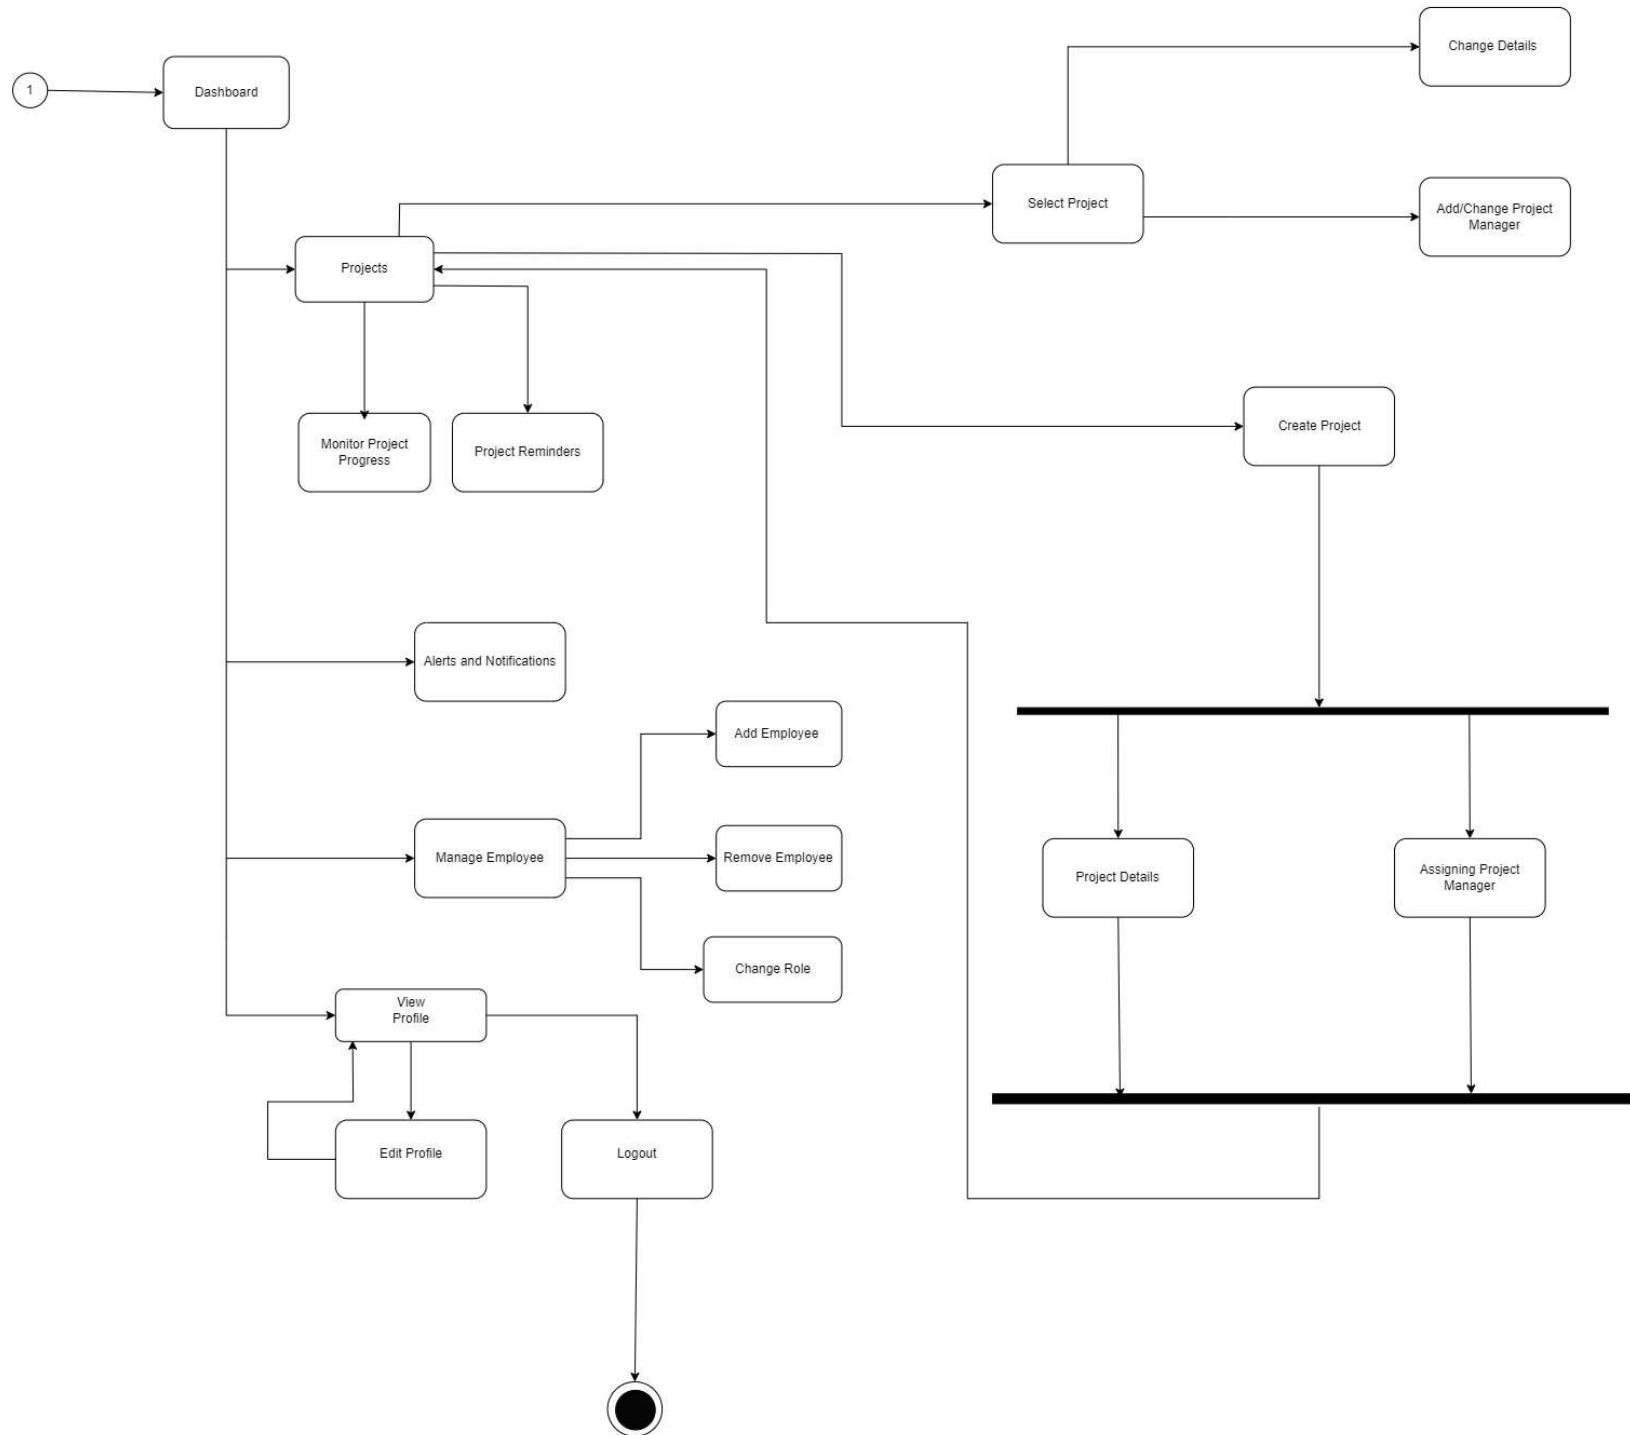 Change Details
1
Dashboard
Select Project
Add/Change Project
Manager
Projects
Create Project
Monitor Project
Progress
Project Reminders
Alerts and Notifications
Add Employee
Manage Employee
Remove Employee
Project Details
Assigning Project
Manager
Change Role
View
Profile
Edit Profile
Logout